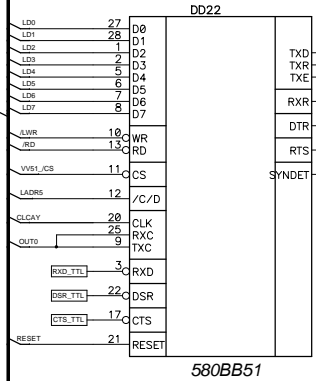 DD22
LD0 27 D0
LD1 28 D1
LD2 1 D2 TXD
LD3 2 D3 TXR
LD4 5 D4 TXE
LD5 6 D5
LD6 7 D6 RXR
LD7 8 D7
DTR
/LWR 10 WR
/RD 13 RD RTS
VV51_/CS 11 CS SYNDET
LADR5 12 /C/D
CLCAY 20 CLK
25 RXC
OUT0 9 TXC
RXD_TTL 3 RXD
DSR_TTL 22 DSR
CTS_TTL 17 CTS
RESET 21 RESET
580BB51